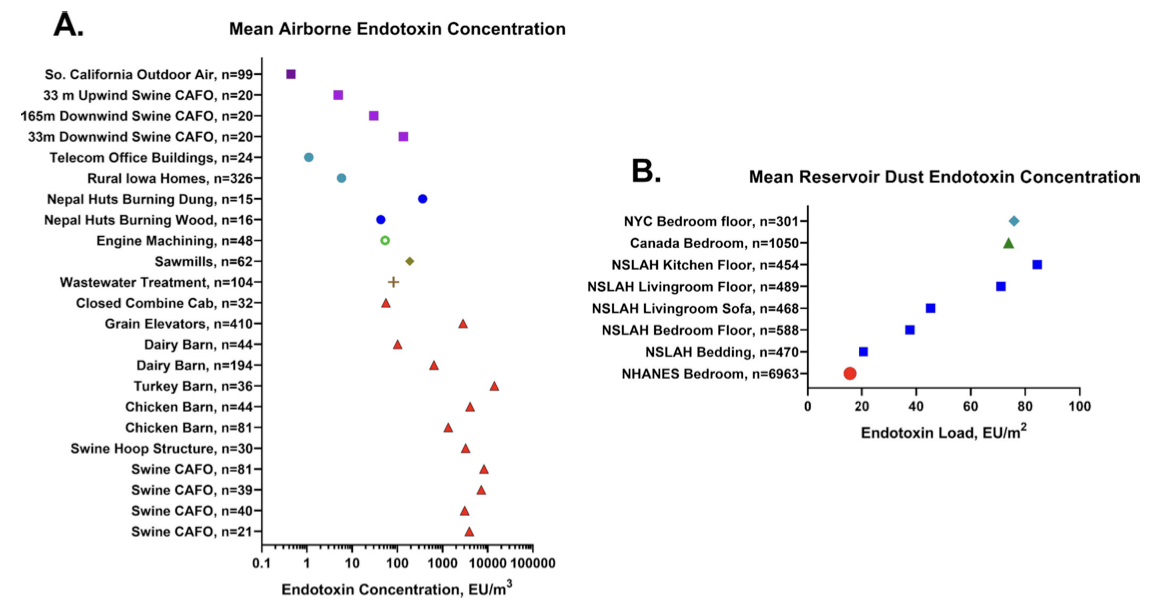 A.
Mean Airborne Endotoxin Concentration
So. California Outdoor Air, n=99
33 m Upwind Swine CAFO, n=20
165m Downwind Swine CAFO, n=20
33m Downwind Swine CAFO, n=20
Telecom Office Buildings, n=24
Rural Iowa Homes, n=326
Nepal Huts Burning Dung, n=15
Nepal Huts Burning Wood, n=16
Engine Machining, n=48
Sawmills, n=62
Wastewater Treatment, n=104
Closed Combine Cab, n=32
Grain Elevators, n=410
Dairy Barn, n=44
Dairy Barn, n=194
Turkey Barn, n=36
Chicken Barn, n=44
Chicken Barn, n=81
Swine Hoop Structure, n=30
Swine CAFO, n=81
Swine CAFO, n=39
Swine CAFO, n=40
Swine CAFO, n=21
0.1 1 10 100 1000 10000 100000
Endotoxin Concentration, EU/m³
B.
Mean Reservoir Dust Endotoxin Concentration
NYC Bedroom floor, n=301
Canada Bedroom, n=1050
NSLAH Kitchen Floor, n=454
NSLAH Livingroom Floor, n=489
NSLAH Livingroom Sofa, n=468
NSLAH Bedroom Floor, n=588
NSLAH Bedding, n=470
NHANES Bedroom, n=6963
0 20 40 60 80 100
Endotoxin Load, EU/m²